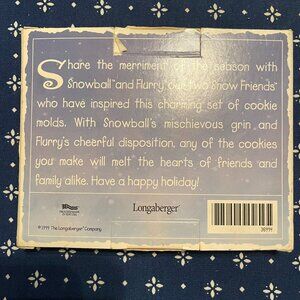 Share the merriment of the season with
Snowball™ and Flurry, our two Snow Friends™
who have inspired this charming set of cookie
molds. With Snowball's mischievous grin and
Flurry's cheerful disposition, any of the cookies
you make will melt the hearts of friends and
family alike. Have a happy holiday!
Longaberger
©1999 The Longaberger® Company